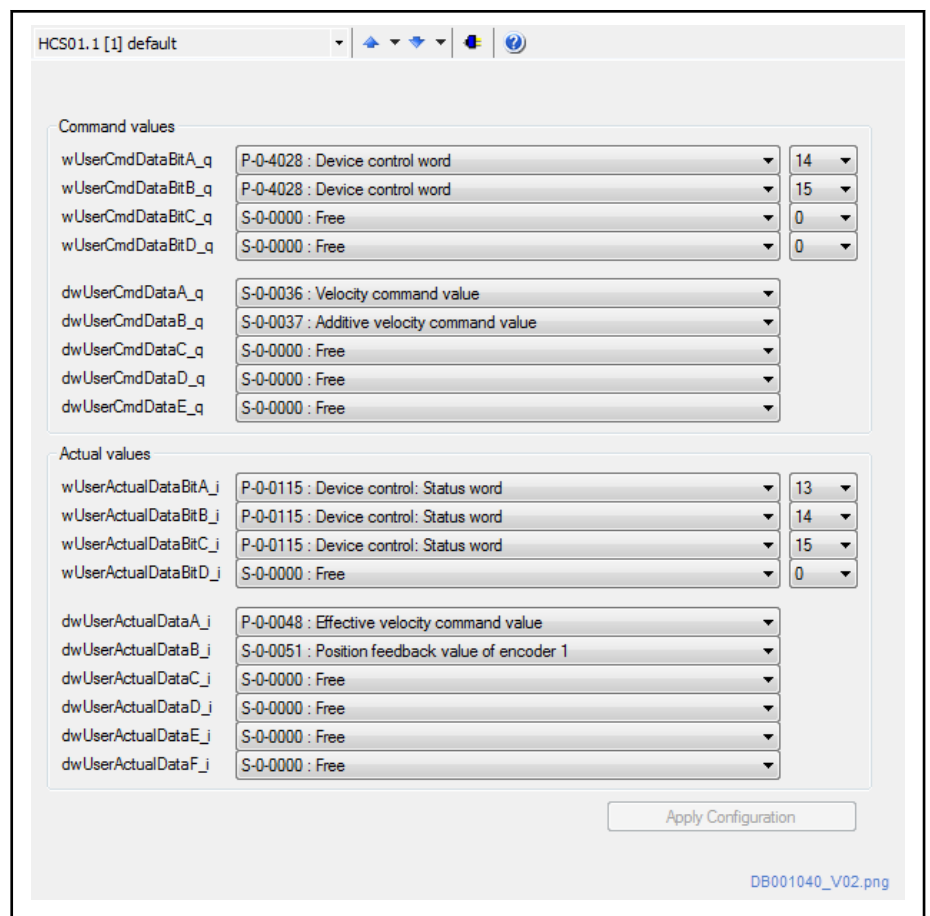 HCS01.1 [1] default
Command values
wUserCmdDataBitA_q P-0-4028 : Device control word 14
wUserCmdDataBitB_q P-0-4028 : Device control word 15
wUserCmdDataBitC_q S-0-0000 : Free 0
wUserCmdDataBitD_q S-0-0000 : Free 0
dwUserCmdDataA_q S-0-0036 : Velocity command value
dwUserCmdDataB_q S-0-0037 : Additive velocity command value
dwUserCmdDataC_q S-0-0000 : Free
dwUserCmdDataD_q S-0-0000 : Free
dwUserCmdDataE_q S-0-0000 : Free
Actual values
wUserActualDataBitA_i P-0-0115 : Device control: Status word 13
wUserActualDataBitB_i P-0-0115 : Device control: Status word 14
wUserActualDataBitC_i P-0-0115 : Device control: Status word 15
wUserActualDataBitD_i S-0-0000 : Free 0
dwUserActualDataA_i P-0-0048 : Effective velocity command value
dwUserActualDataB_i S-0-0051 : Position feedback value of encoder 1
dwUserActualDataC_i S-0-0000 : Free
dwUserActualDataD_i S-0-0000 : Free
dwUserActualDataE_i S-0-0000 : Free
dwUserActualDataF_i S-0-0000 : Free
Apply Configuration
DB001040_V02.png